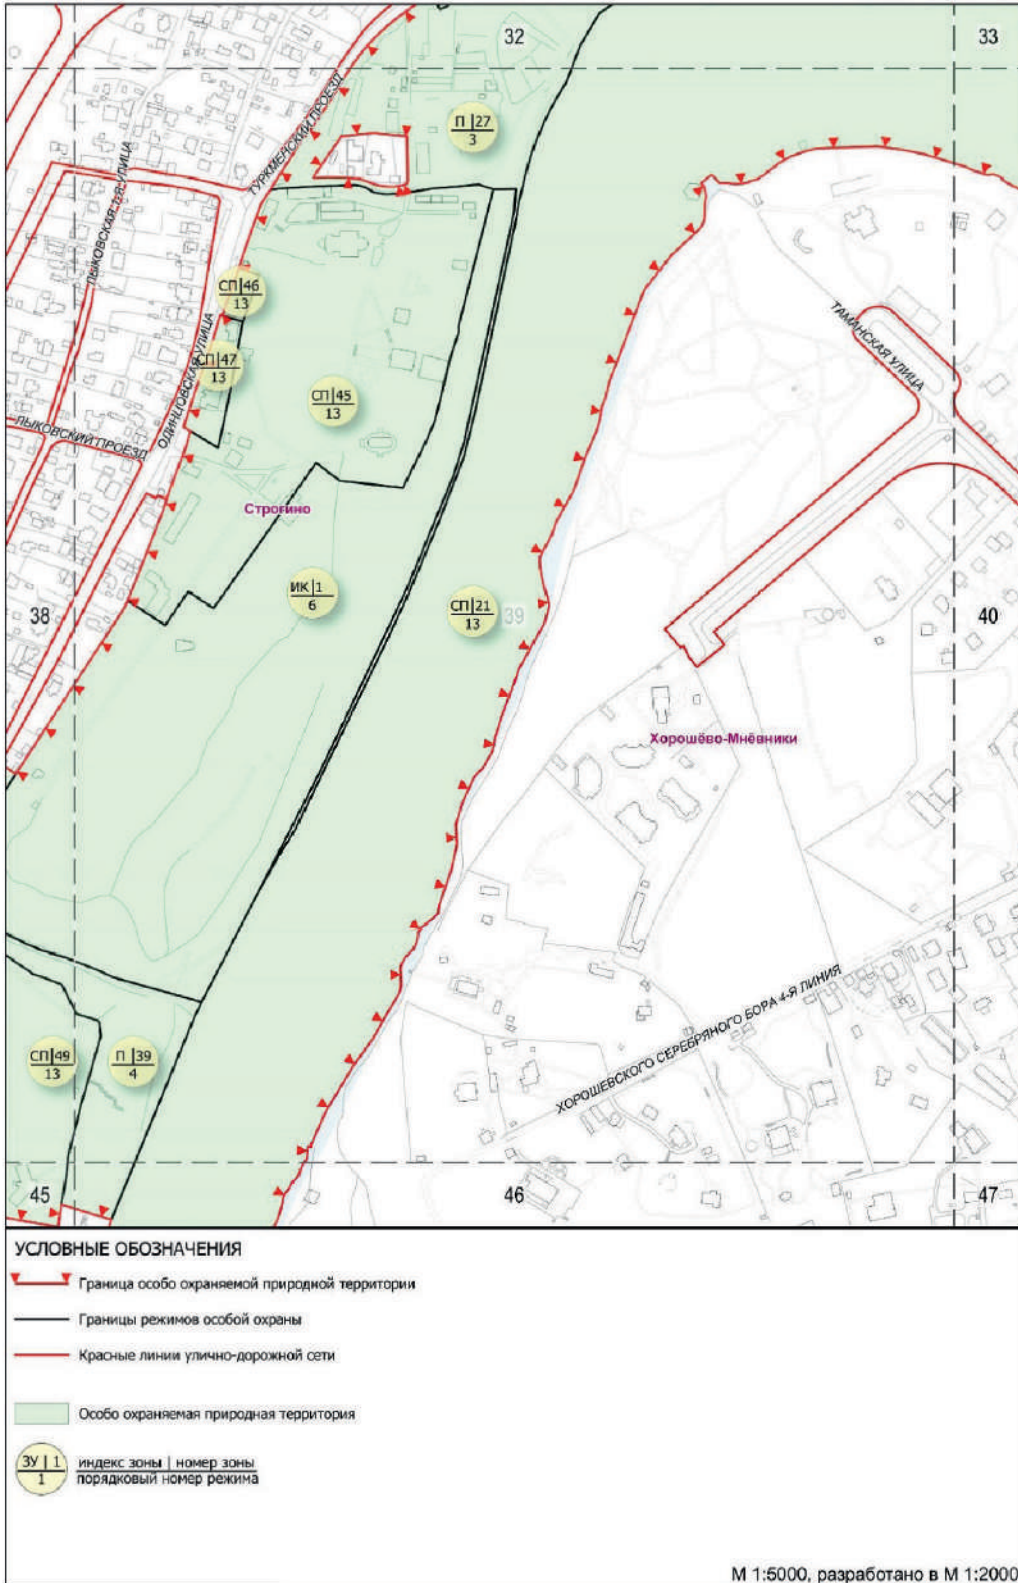 32
33
ТУРКМЕНСКИЙ ПРОЕЗД
П | 27
3
ЛЫКОВСКАЯ 1-Я УЛИЦА
СП|46
13
ТАМАНСКАЯ УЛИЦА
СП|47
13
ОДИНЦОВСКАЯ УЛИЦА
СП|45
13
ЛЫКОВСКИЙ ПРОЕЗД
Строгино
ИК|1
6
38
СП|21
13
39
40
Хорошёво-Мнёвники
ХОРОШЕВСКОГО СЕРЕБРЯНОГО БОРА 4-Я ЛИНИЯ
СП|49
13
П |39
4
45
46
47
УСЛОВНЫЕ ОБОЗНАЧЕНИЯ
Граница особо охраняемой природной территории
Границы режимов особой охраны
Красные линии улично-дорожной сети
Особо охраняемая природная территория
ЗУ | 1
1
индекс зоны | номер зоны
порядковый номер режима
М 1:5000, разработано в М 1:2000